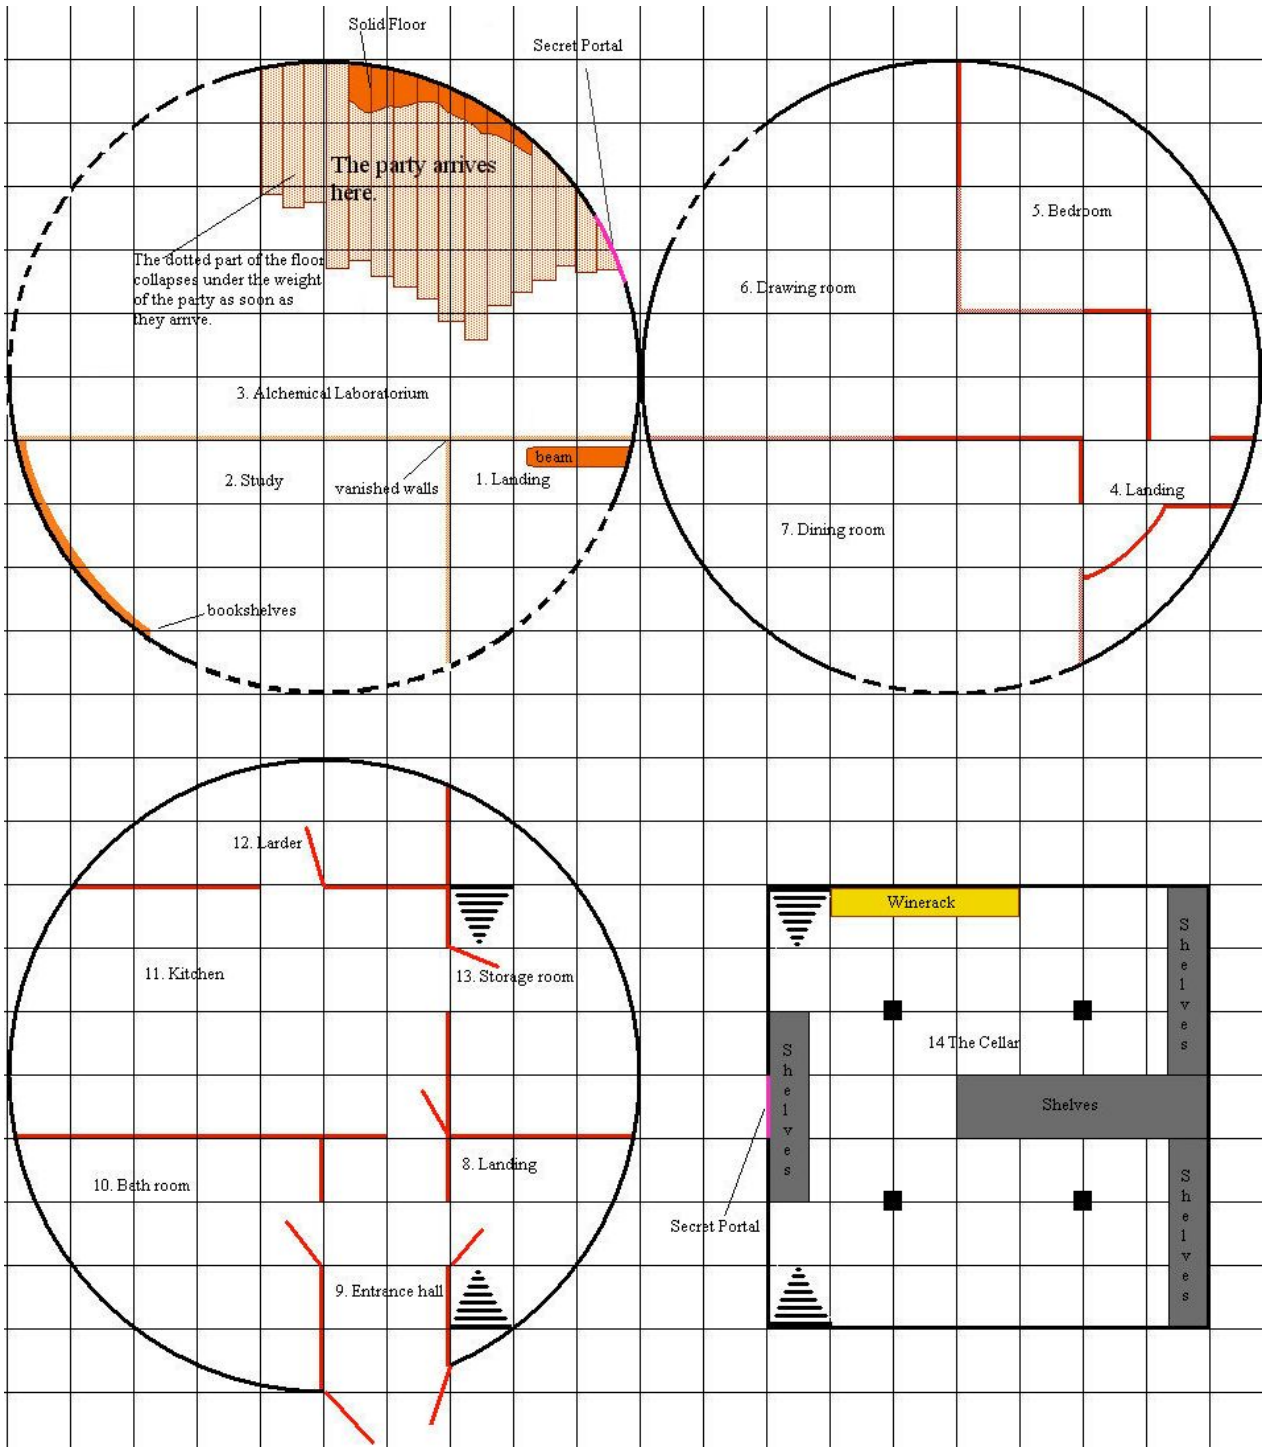 Solid Floor
Secret Portal
The party arrives
here.
The dotted part of the floor
collapses under the weight
of the party as soon as
they arrive.
3. Alchemical Laboratorium
beam
2. Study
vanished walls
1. Landing
bookshelves
5. Bedroom
6. Drawing room
4. Landing
7. Dining room
12. Larder
11. Kitchen
13. Storage room
8. Landing
10. Bath room
9. Entrance hall
Winerack
Shelves
14 The Cellar
Shelves
Shelves
Shelves
Secret Portal